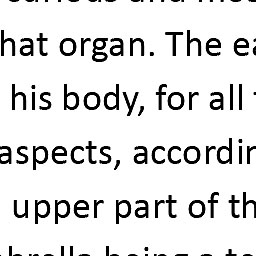 hat organ. The ea
his body, for all
aspects, accordin
upper part of th